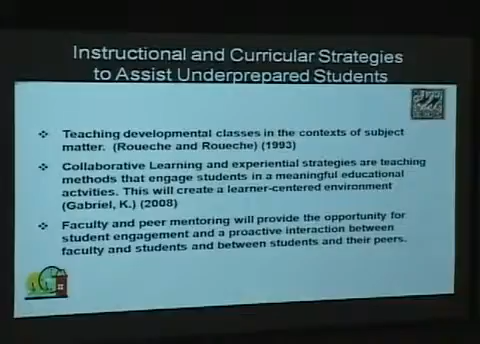 Instructional and Curricular Strategies
to Assist Underprepared Students
Teaching developmental classes in the contexts of subject
matter. (Roueche and Roueche) (1993)
Collaborative Learning and experiential strategies are teaching
methods that engage students in a meaningful educational
actvities. This will create a learner-centered environment
(Gabriel, K.) (2008)
Faculty and peer mentoring will provide the opportunity for
student engagement and a proactive interaction between
faculty and students and between students and their peers.